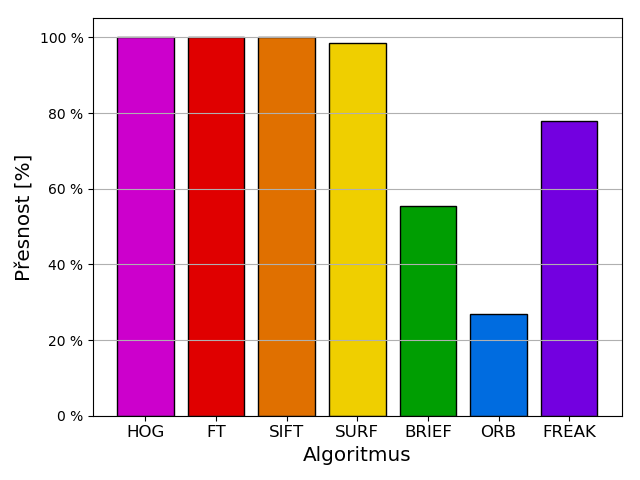 Přesnost [%]
100 %
80 %
60 %
40 %
20 %
0 %
HOG FT SIFT SURF BRIEF ORB FREAK
Algoritmus